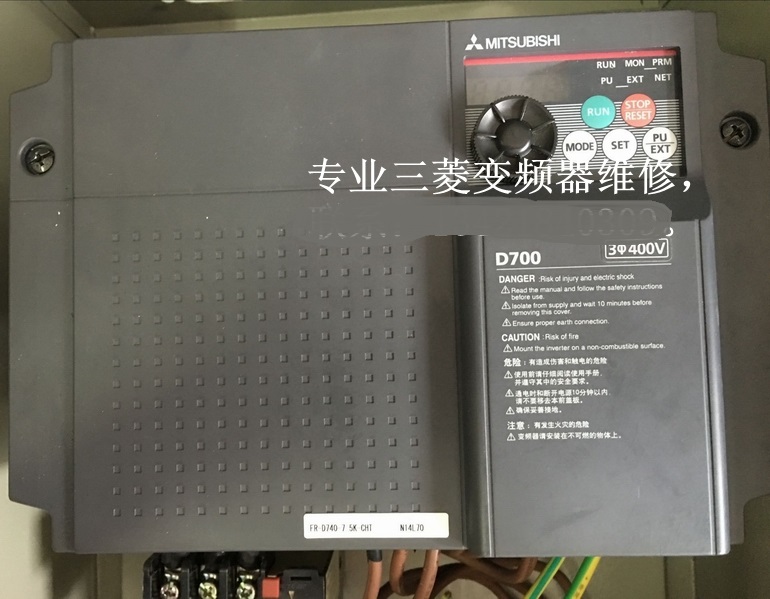 MITSUBISHI
RUN MON PRM
PU EXT NET
RUN
STOP
RESET
MODE
SET
PU
EXT
专业三菱变频器维修，
D700
3φ400V
DANGER :Risk of injury and electric shock
Read the manual and follow the safety instructions
before use.
Isolate from supply and wait 10 minutes before
removing this cover.
Ensure proper earth connection.
CAUTION :Risk of fire
Mount the inverter on a non-combustible surface.
危险 : 有造成伤害和触电的危险
使用前请仔细阅读使用手册,
并遵守其中的安全要求。
通电时和断开电源10分钟以内,
请不要移去本前盖板。
确保妥善接地。
注意 : 有发生火灾的危险
变频器请安装在不可燃的物体上。
FR-D740-7.5K-CHT N14L70